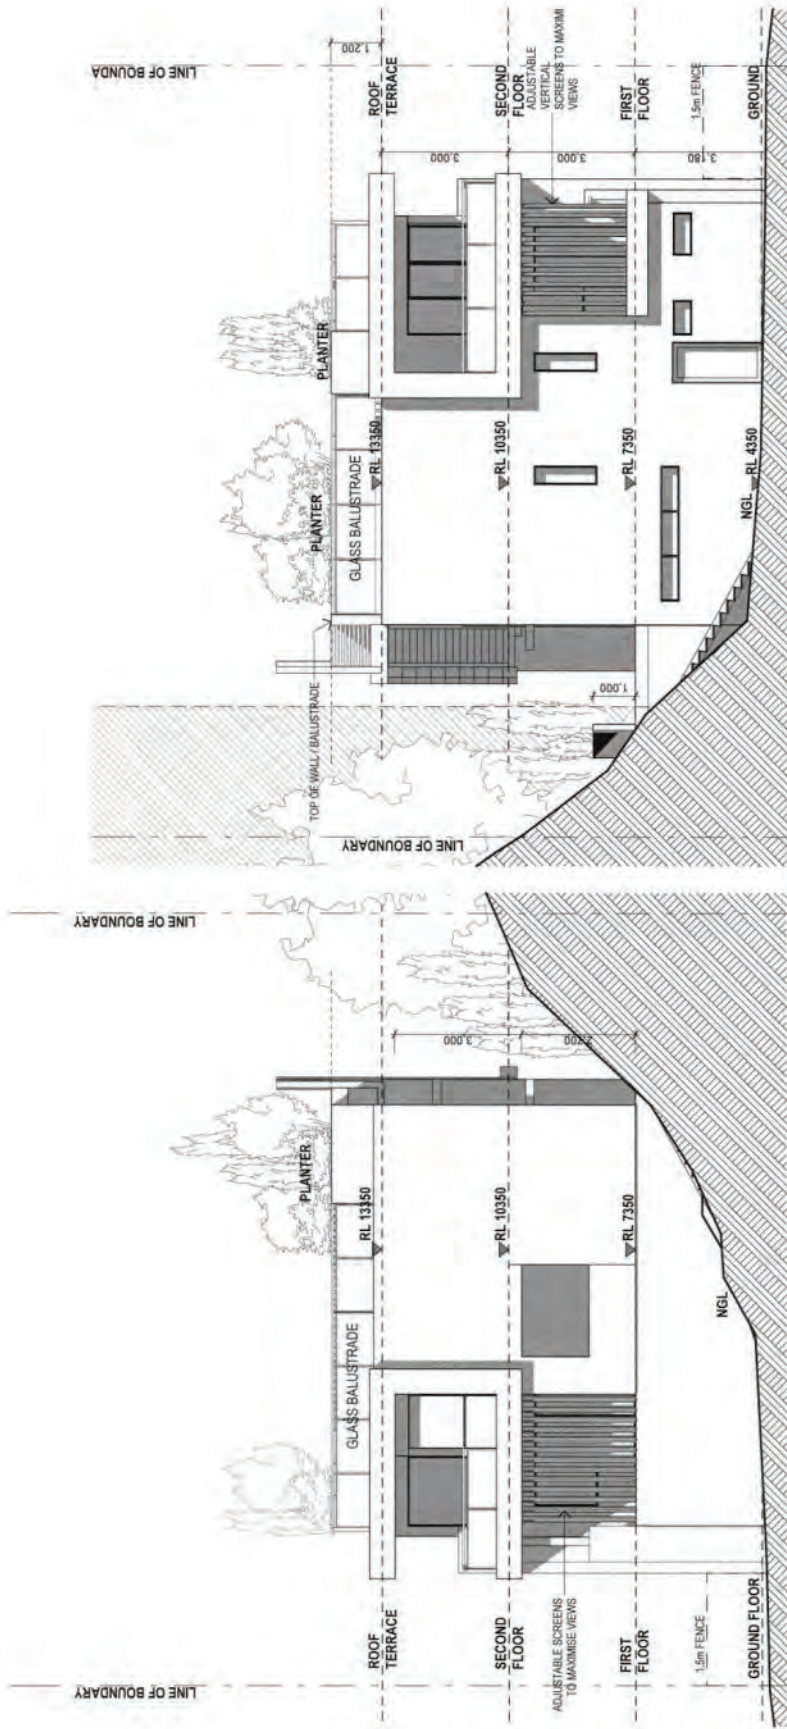 LINE OF BOUNDA
1,200
ROOF
TERRACE
SECOND
FLOOR
ADJUSTABLE
VERTICAL
SCREENS TO MAXIMI
VIEWS
FIRST
FLOOR
1.5m FENCE
GROUND
3,000
3,000
3,180
PLANTER
PLANTER
GLASS BALUSTRADE
RL 13350
RL 10350
RL 7350
RL 4350
NGL
TOP OF WALL / BALUSTRADE
1,000
LINE OF BOUNDARY
LINE OF BOUNDARY
3,000
2,700
PLANTER
RL 13350
RL 10350
RL 7350
NGL
GLASS BALUSTRADE
ROOF
TERRACE
SECOND
FLOOR
ADJUSTABLE SCREENS
TO MAXIMISE VIEWS
FIRST
FLOOR
1.5m FENCE
GROUND FLOOR
LINE OF BOUNDARY